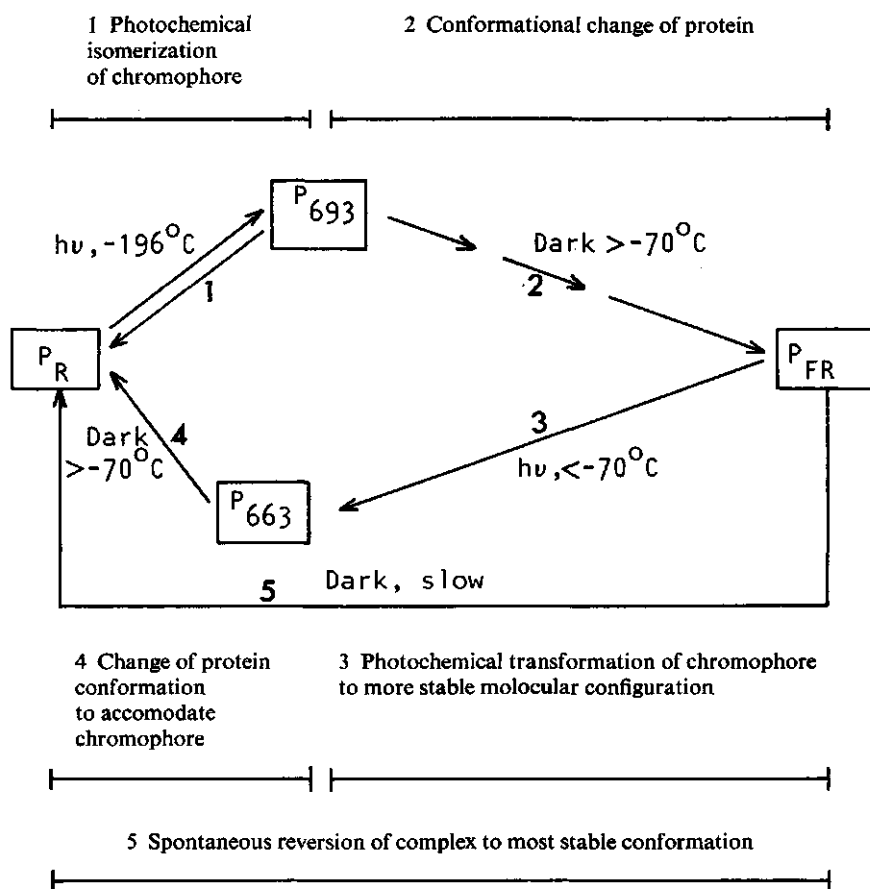 1 Photochemical
isomerization
of chromophore
2 Conformational change of protein
P693
hυ,-196°C
Dark >-70°C
1
2
PR
PFR
Dark
>-70°C
4
3
hυ,<-70°C
P663
5 Dark, slow
4 Change of protein
conformation
to accomodate
chromophore
3 Photochemical transformation of chromophore
to more stable molocular configuration
5 Spontaneous reversion of complex to most stable conformation